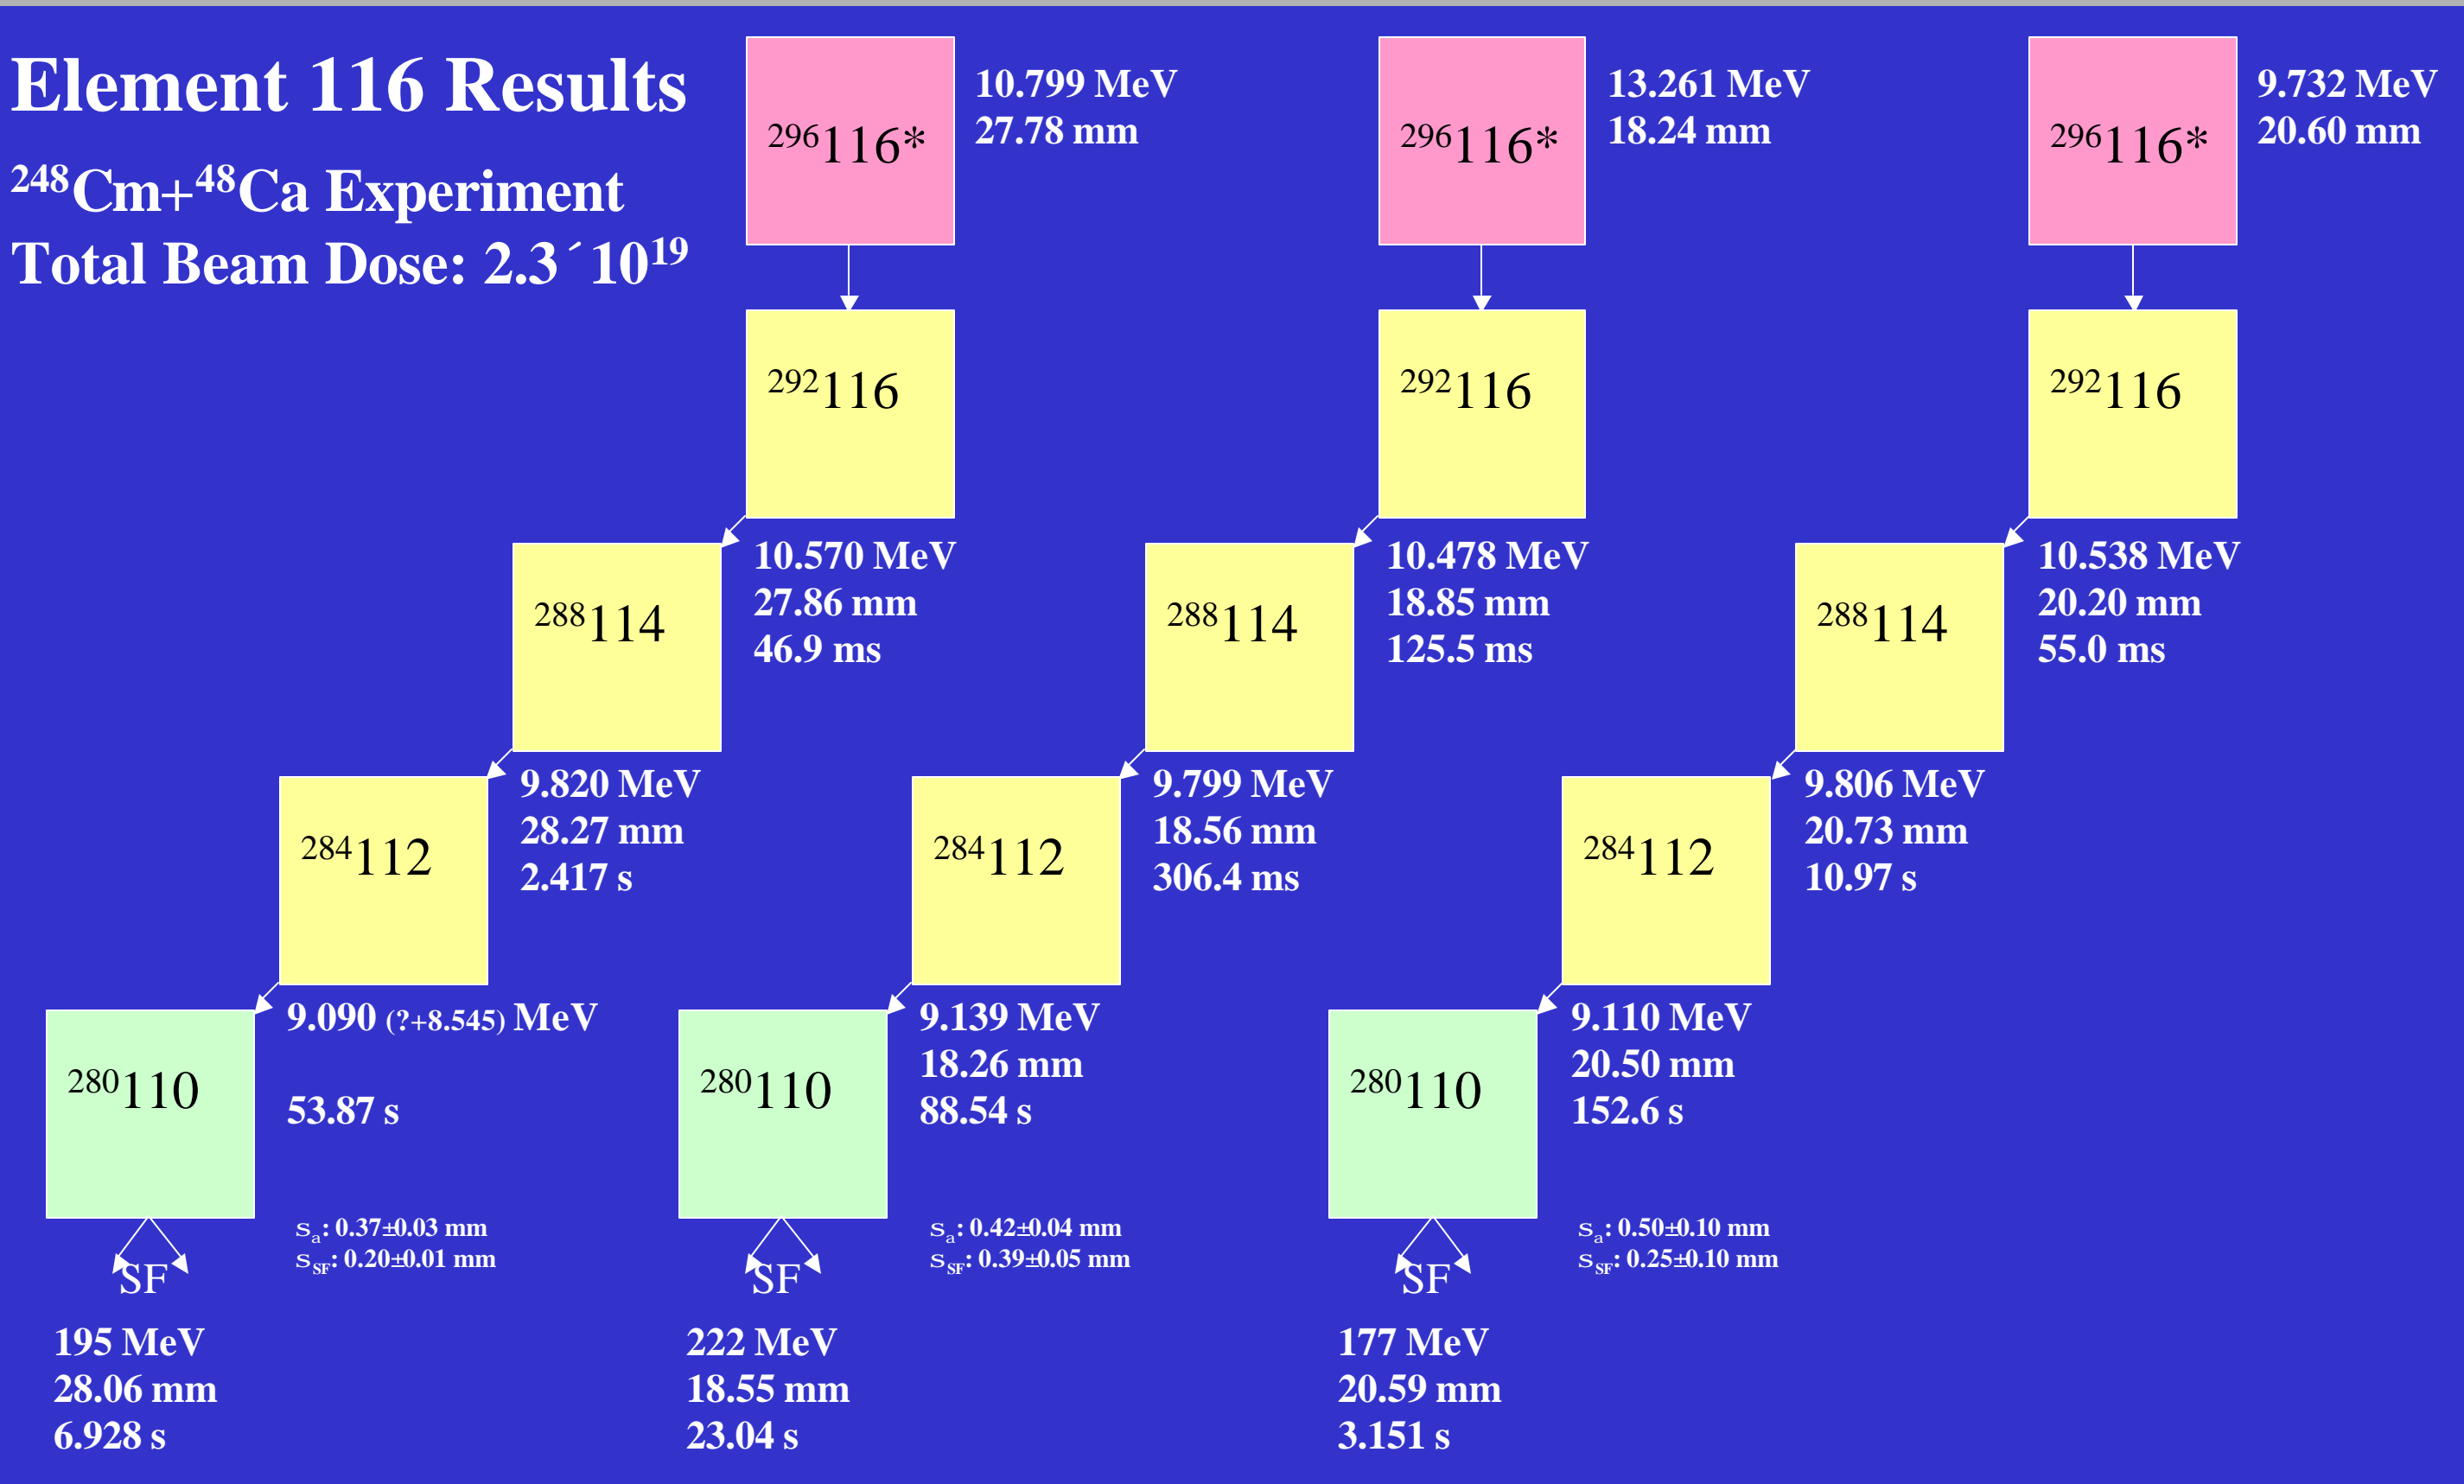 Element 116 Results
²⁴⁸Cm+⁴⁸Ca Experiment
Total Beam Dose: 2.3´10¹⁹
²⁹⁶116*
10.799 MeV
27.78 mm
²⁹²116
10.570 MeV
27.86 mm
46.9 ms
²⁸⁸114
9.820 MeV
28.27 mm
2.417 s
²⁸⁴112
9.090 (?+8.545) MeV
53.87 s
²⁸⁰110
sₐ: 0.37±0.03 mm
s_SF: 0.20±0.01 mm
SF
195 MeV
28.06 mm
6.928 s
²⁹⁶116*
13.261 MeV
18.24 mm
²⁹²116
10.478 MeV
18.85 mm
125.5 ms
²⁸⁸114
9.799 MeV
18.56 mm
306.4 ms
²⁸⁴112
9.139 MeV
18.26 mm
88.54 s
²⁸⁰110
sₐ: 0.42±0.04 mm
s_SF: 0.39±0.05 mm
SF
222 MeV
18.55 mm
23.04 s
²⁹⁶116*
9.732 MeV
20.60 mm
²⁹²116
10.538 MeV
20.20 mm
55.0 ms
²⁸⁸114
9.806 MeV
20.73 mm
10.97 s
²⁸⁴112
9.110 MeV
20.50 mm
152.6 s
²⁸⁰110
sₐ: 0.50±0.10 mm
s_SF: 0.25±0.10 mm
SF
177 MeV
20.59 mm
3.151 s